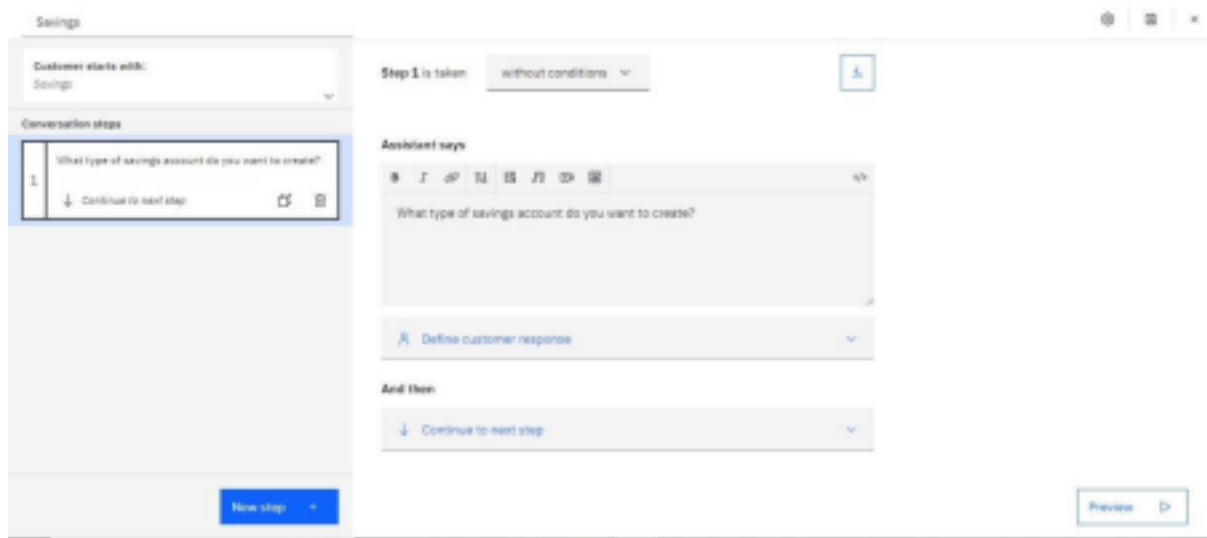 Savings
Customer starts with:
Savings
Conversation steps
1
What type of savings account do you want to create?
Continue to next step
New step +
Step 1 is taken without conditions
Assistant says
B I
</>
What type of savings account do you want to create?
Define customer response
And then
Continue to next step
Preview